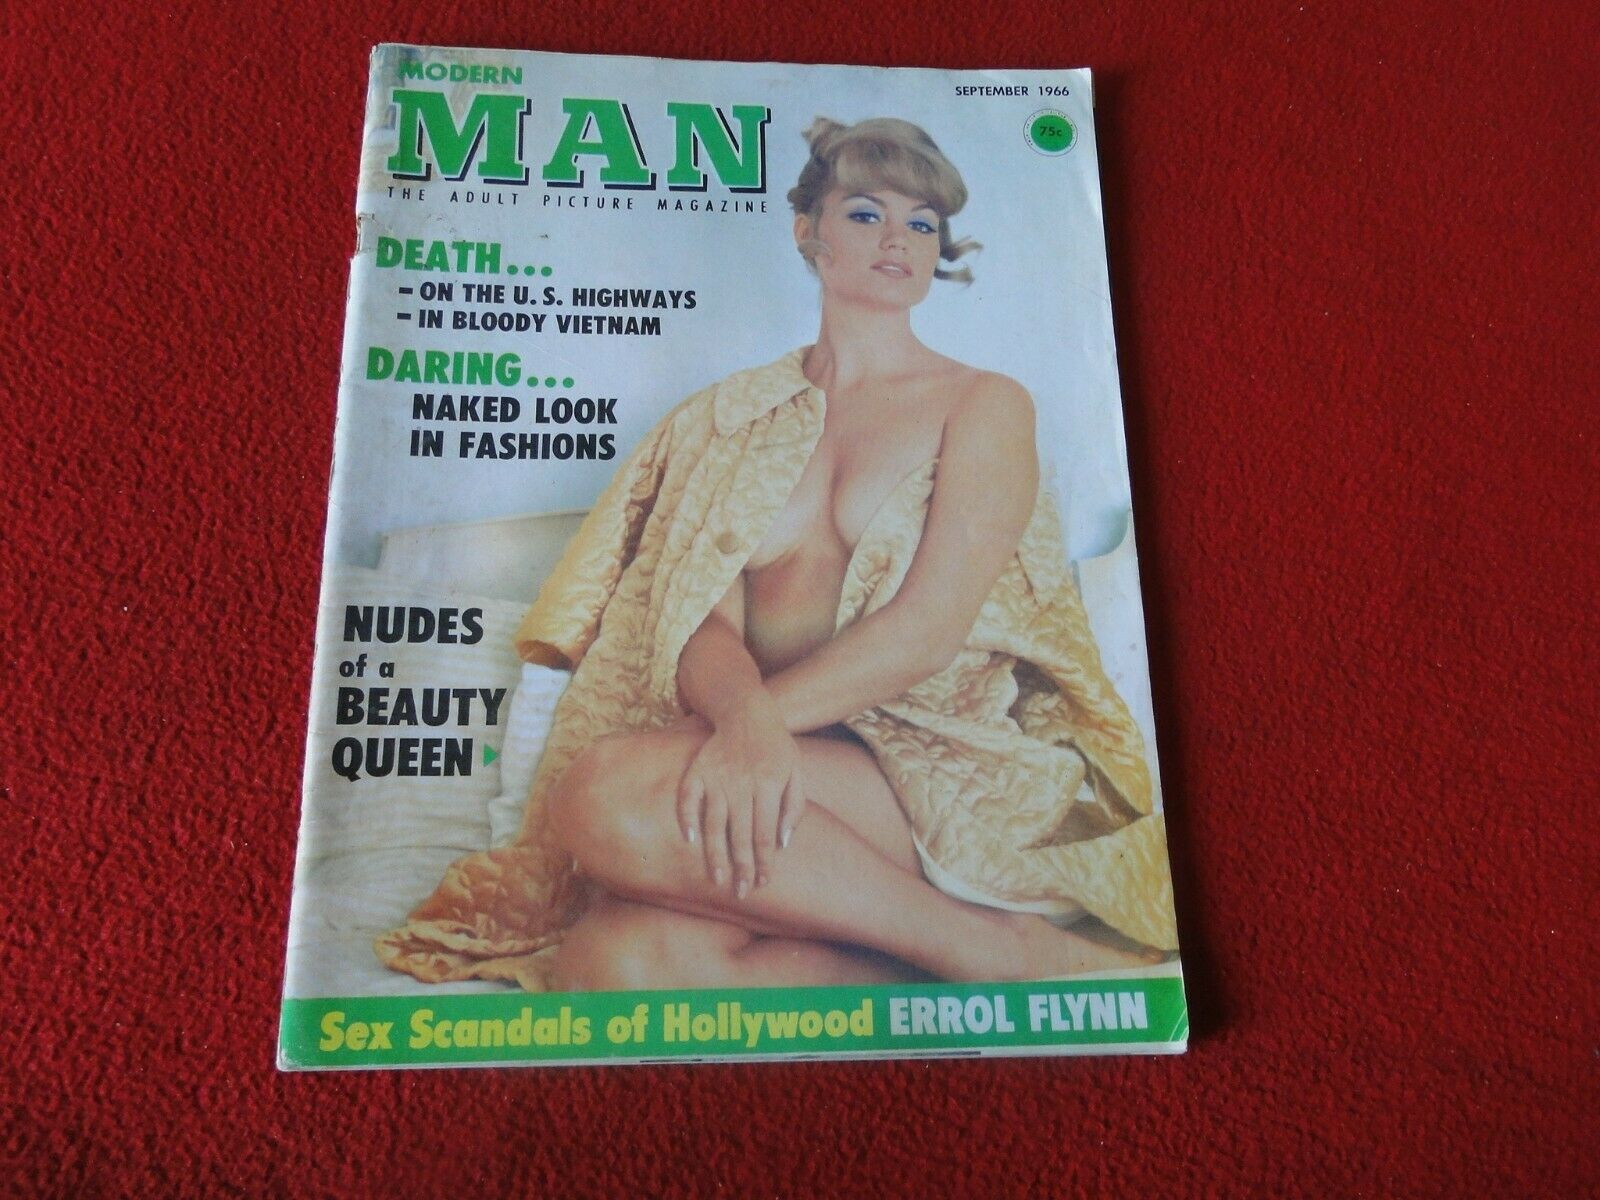 MODERN
MAN
THE ADULT PICTURE MAGAZINE
SEPTEMBER 1966
75c
DEATH...
- ON THE U.S. HIGHWAYS
- IN BLOODY VIETNAM
DARING...
NAKED LOOK
IN FASHIONS
NUDES
of a
BEAUTY
QUEEN
Sex Scandals of Hollywood ERROL FLYNN